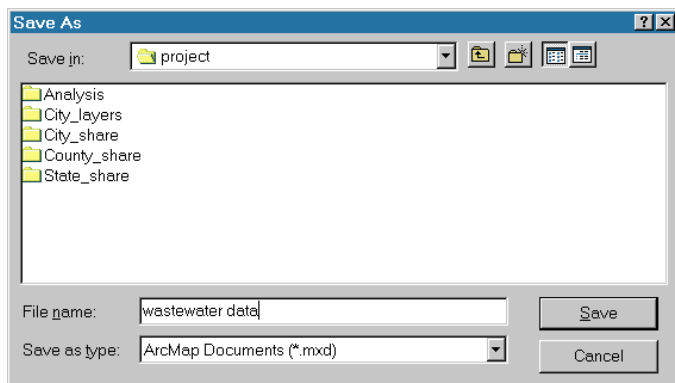 Save As
Save in: project
Analysis
City_layers
City_share
County_share
State_share
File name: wastewater data Save
Save as type: ArcMap Documents (*.mxd) Cancel